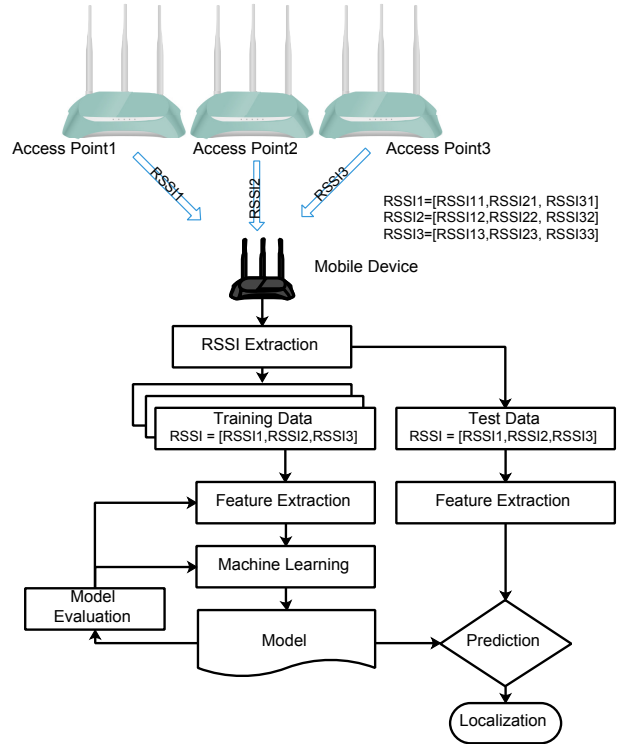 Access Point1
Access Point2
Access Point3
RSSI1
RSSI2
RSSI3
RSSI1=[RSSI11,RSSI21, RSSI31]
RSSI2=[RSSI12,RSSI22, RSSI32]
RSSI3=[RSSI13,RSSI23, RSSI33]
Mobile Device
RSSI Extraction
Training Data
RSSI = [RSSI1,RSSI2,RSSI3]
Test Data
RSSI = [RSSI1,RSSI2,RSSI3]
Feature Extraction
Feature Extraction
Machine Learning
Model
Evaluation
Model
Prediction
Localization